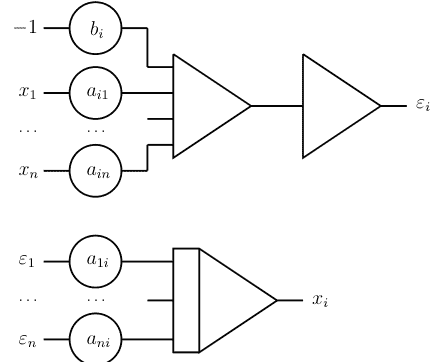 −1 b_i
x_1 a_{i1}
ε_i
... ...
x_n a_{in}
ε_1 a_{1i}
... ...
x_i
ε_n a_{ni}